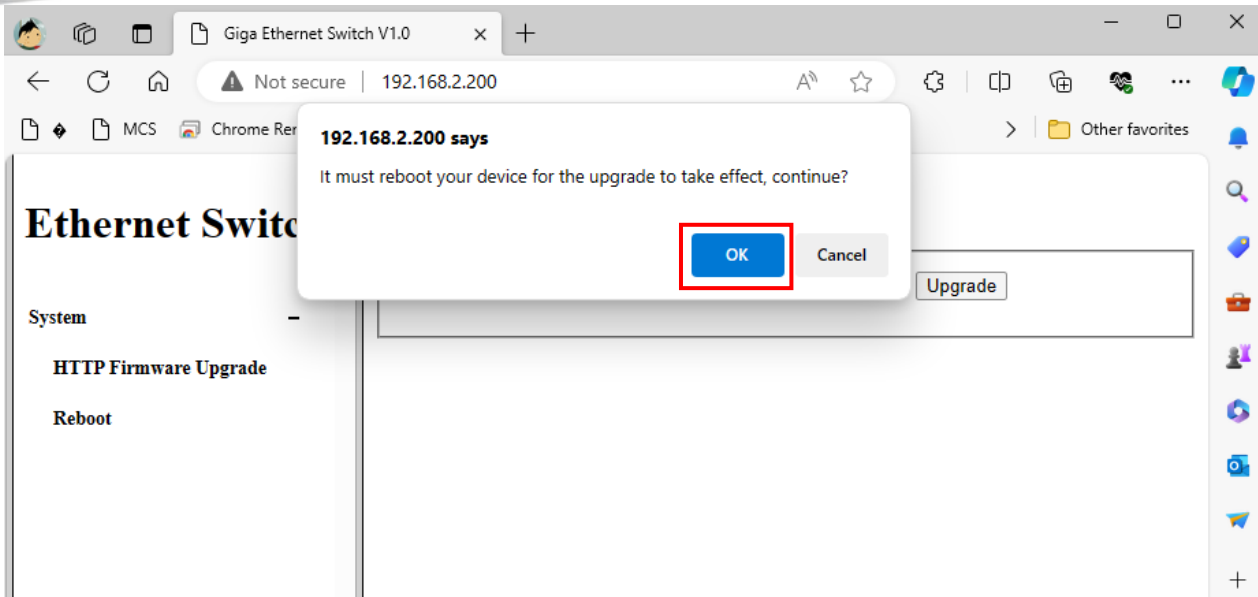 Giga Ethernet Switch V1.0
Not secure 192.168.2.200
MCS Chrome Rer Other favorites
192.168.2.200 says
It must reboot your device for the upgrade to take effect, continue?
OK Cancel
Ethernet Switc
Upgrade
System
HTTP Firmware Upgrade
Reboot